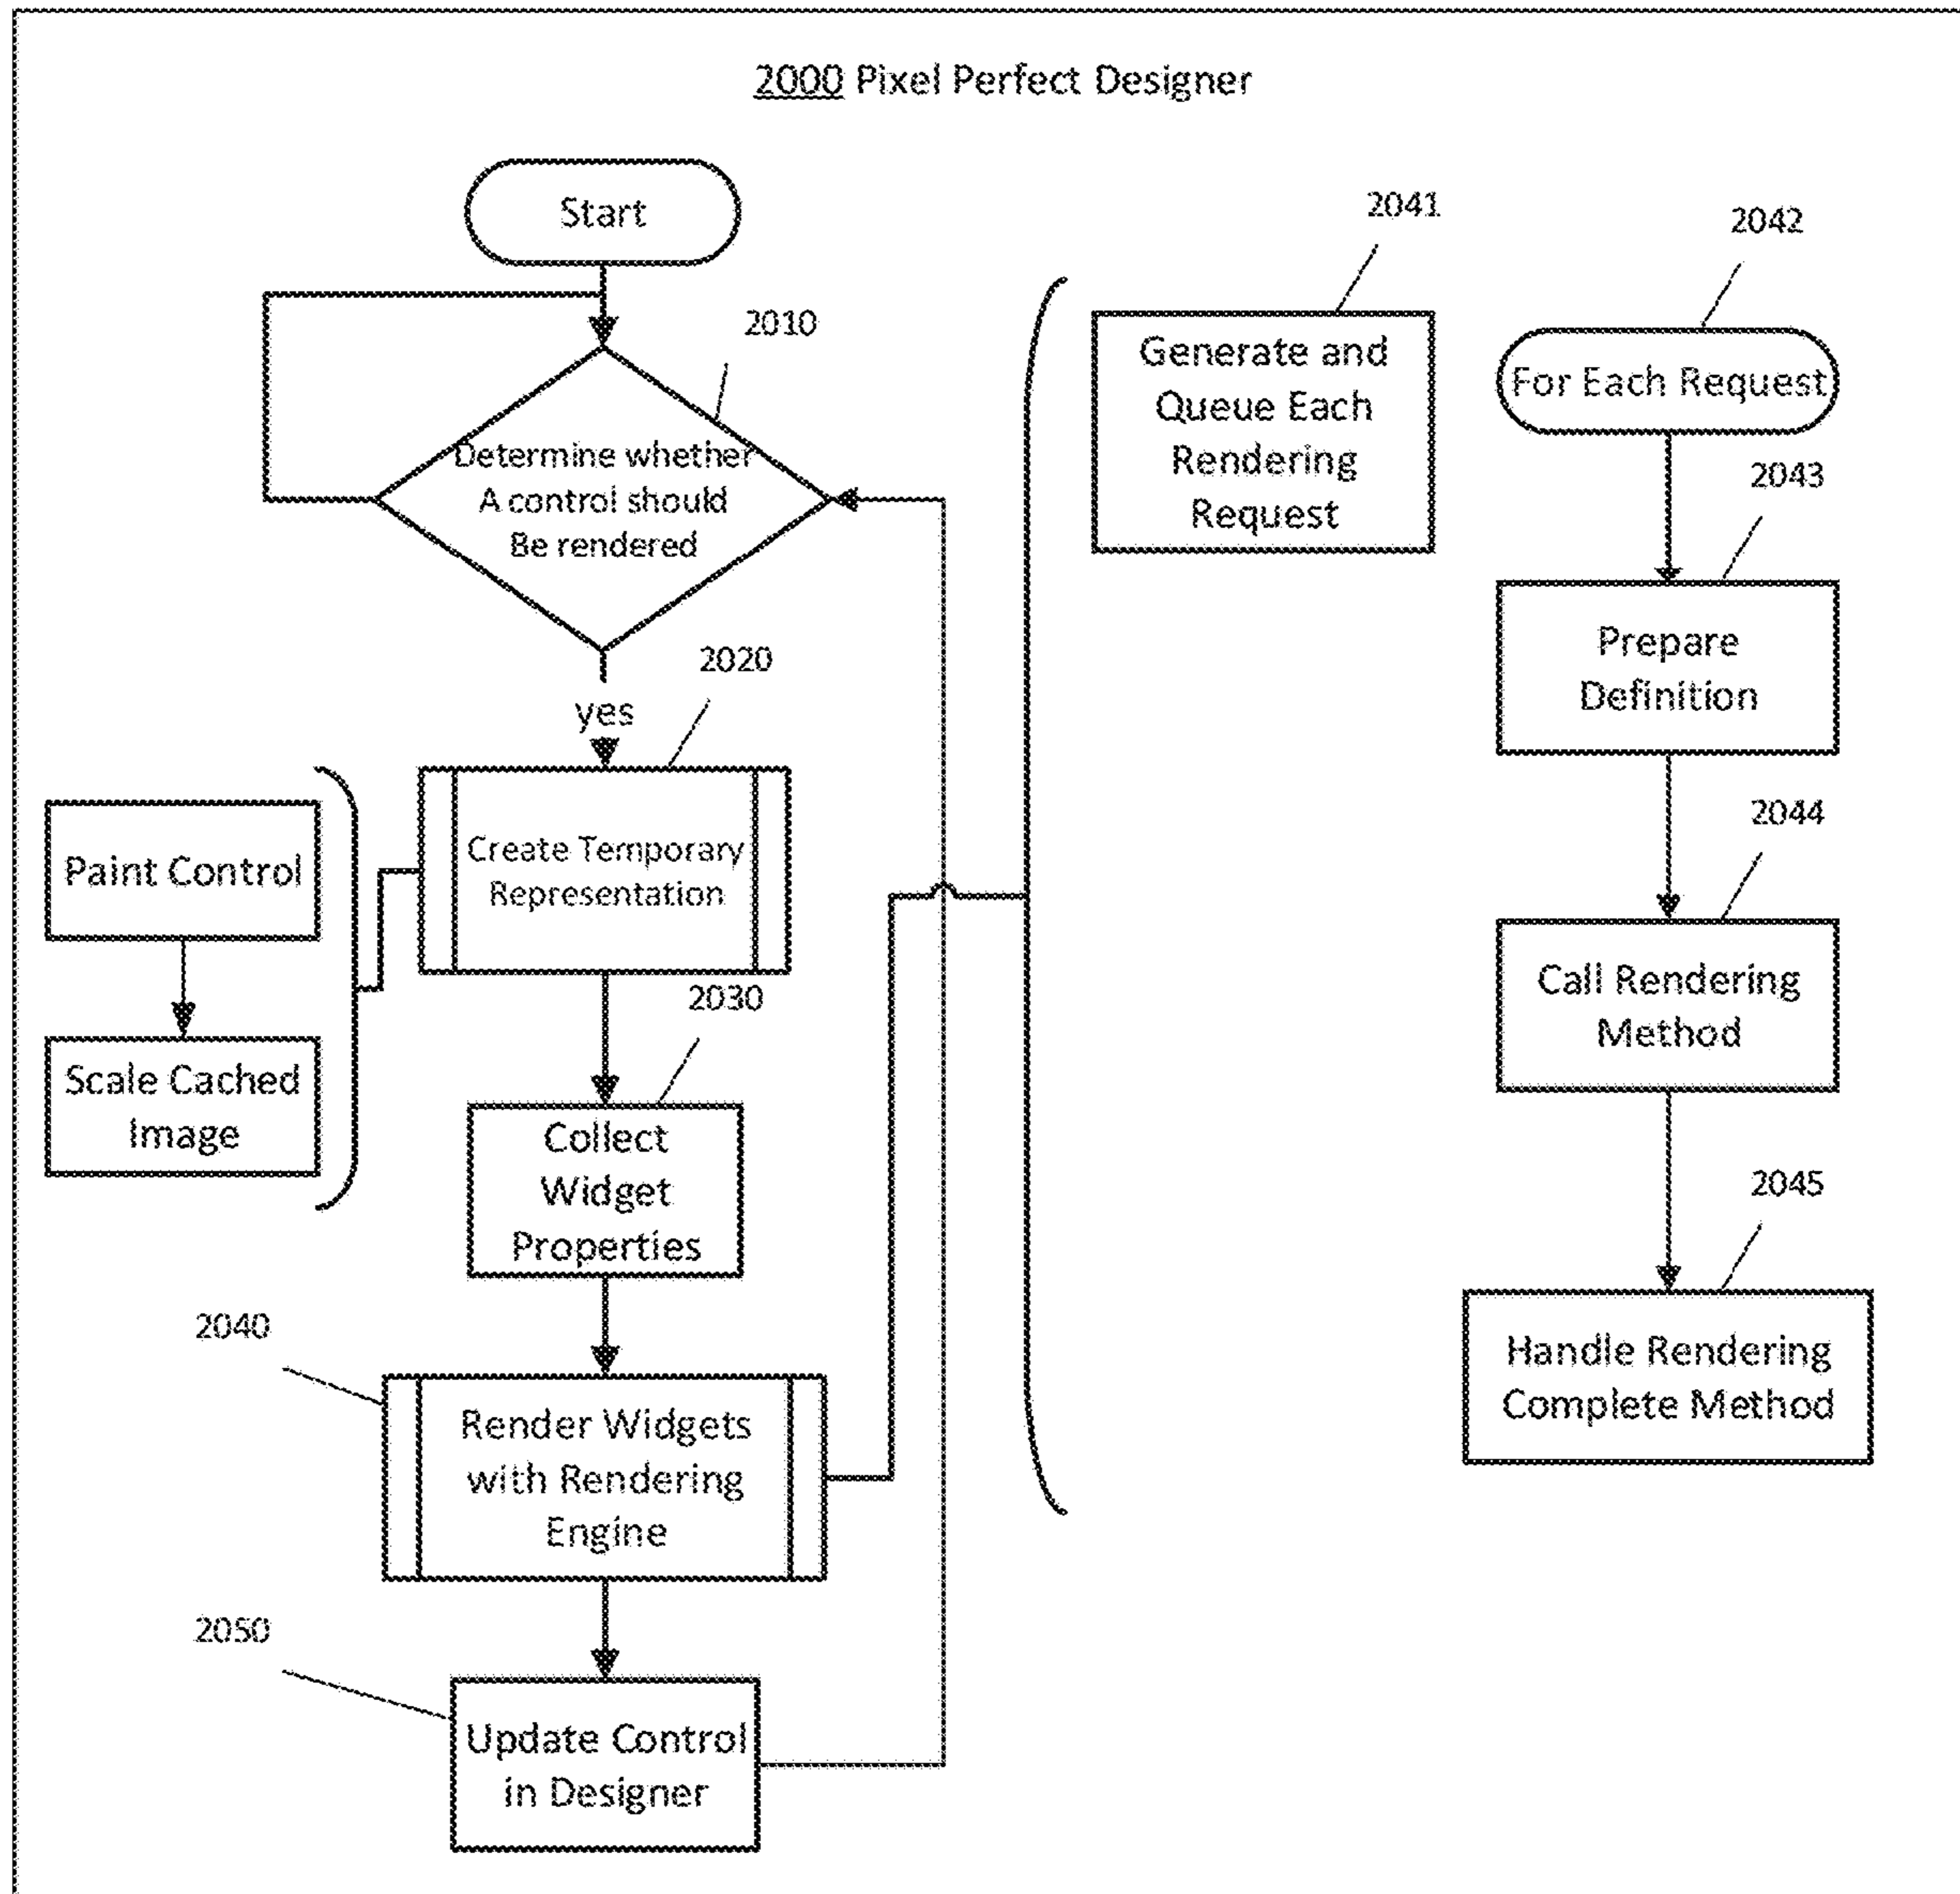 2000 Pixel Perfect Designer
Start
2010
Determine whether
A control should
Be rendered
yes
2020
Create Temporary
Representation
Paint Control
Scale Cached
Image
2030
Collect
Widget
Properties
2040
Render Widgets
with Rendering
Engine
2050
Update Control
in Designer
2041
Generate and
Queue Each
Rendering
Request
2042
For Each Request
2043
Prepare
Definition
2044
Call Rendering
Method
2045
Handle Rendering
Complete Method